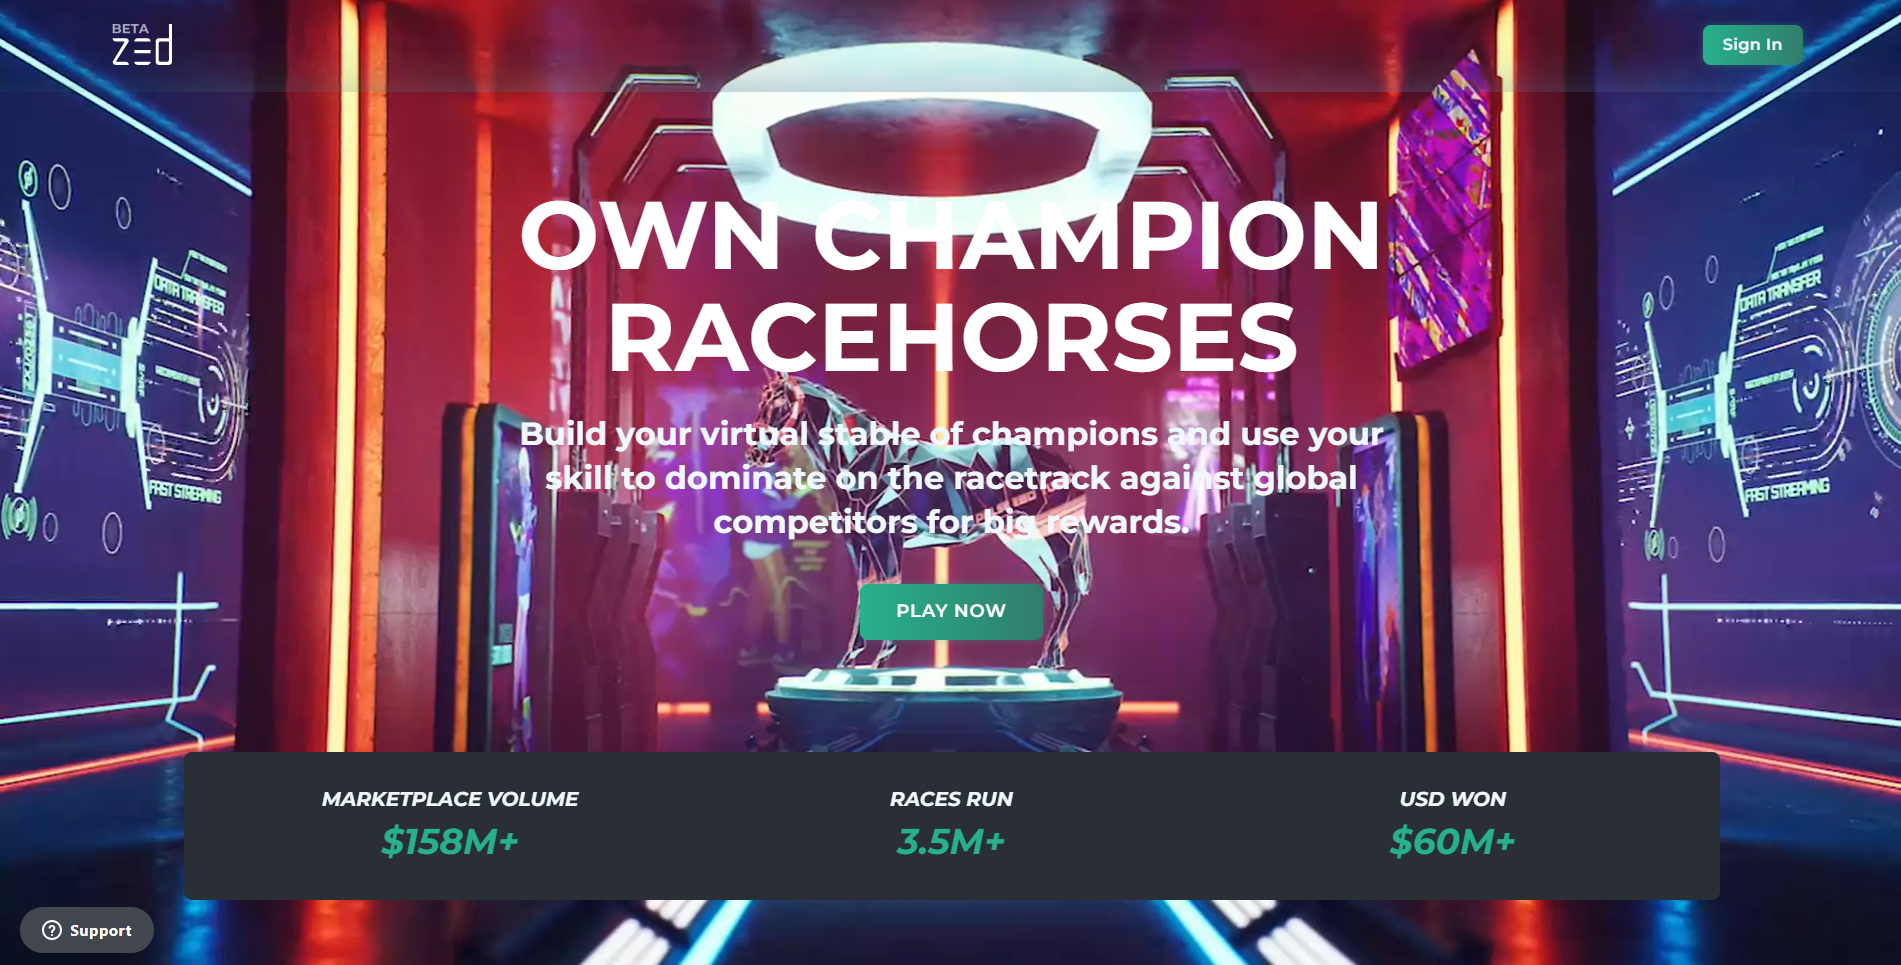 BETA
zed
Sign In
OWN CHAMPION
RACEHORSES
DATA TRANSFER
DATA TRANSFER
Build your virtual stable of champions and use your
skill to dominate on the racetrack against global
competitors for big rewards.
FAST STREAMING
FAST STREAMING
PLAY NOW
MARKETPLACE VOLUME
$158M+
RACES RUN
3.5M+
USD WON
$60M+
Support